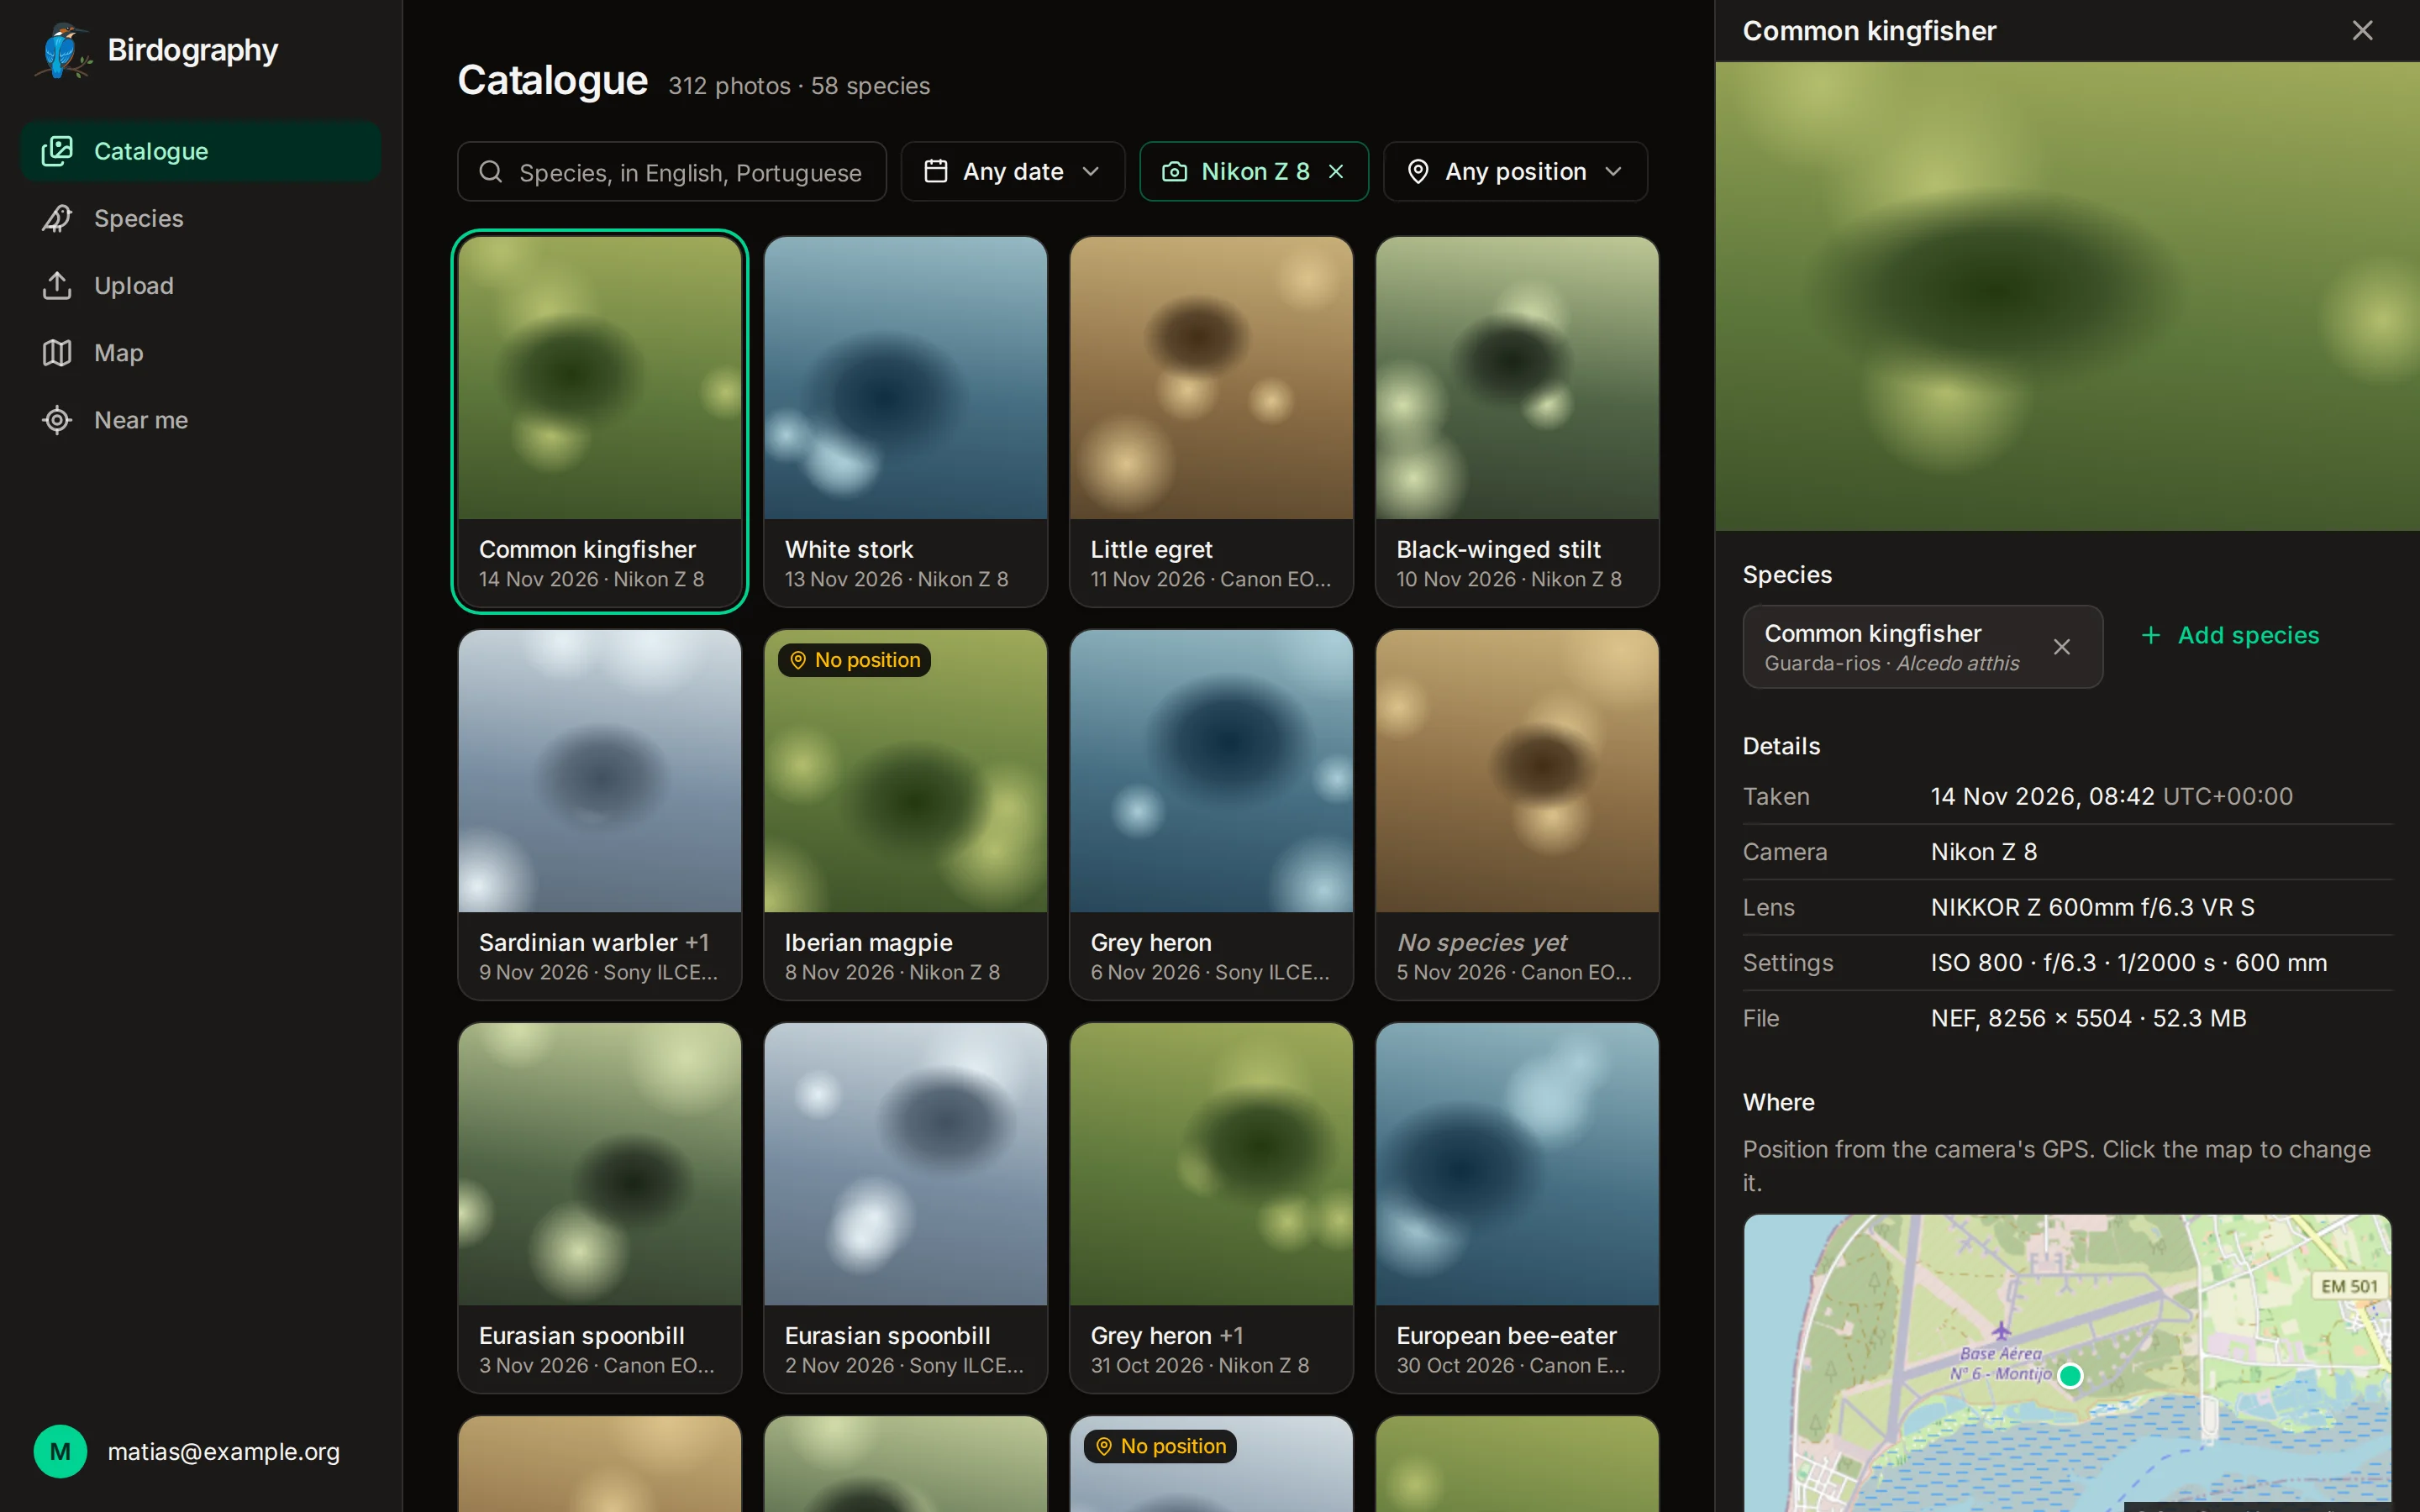 Birdography
Catalogue
Species
Upload
Map
Near me
M
matias@example.org
Catalogue 312 photos · 58 species
Species, in English, Portuguese
Any date
Nikon Z 8
Any position
Common kingfisher
14 Nov 2026 · Nikon Z 8
White stork
13 Nov 2026 · Nikon Z 8
Little egret
11 Nov 2026 · Canon EO...
Black-winged stilt
10 Nov 2026 · Nikon Z 8
Sardinian warbler +1
9 Nov 2026 · Sony ILCE...
No position
Iberian magpie
8 Nov 2026 · Nikon Z 8
Grey heron
6 Nov 2026 · Sony ILCE...
No species yet
5 Nov 2026 · Canon EO...
Eurasian spoonbill
3 Nov 2026 · Canon EO...
Eurasian spoonbill
2 Nov 2026 · Sony ILCE...
Grey heron +1
31 Oct 2026 · Nikon Z 8
European bee-eater
30 Oct 2026 · Canon E...
No position
Common kingfisher
Species
Common kingfisher
Guarda-rios · Alcedo atthis
Add species
Details
Taken 14 Nov 2026, 08:42 UTC+00:00
Camera Nikon Z 8
Lens NIKKOR Z 600mm f/6.3 VR S
Settings ISO 800 · f/6.3 · 1/2000 s · 600 mm
File NEF, 8256 × 5504 · 52.3 MB
Where
Position from the camera's GPS. Click the map to change
it.
EM 501
Base Aérea
Nº 6 - Montijo